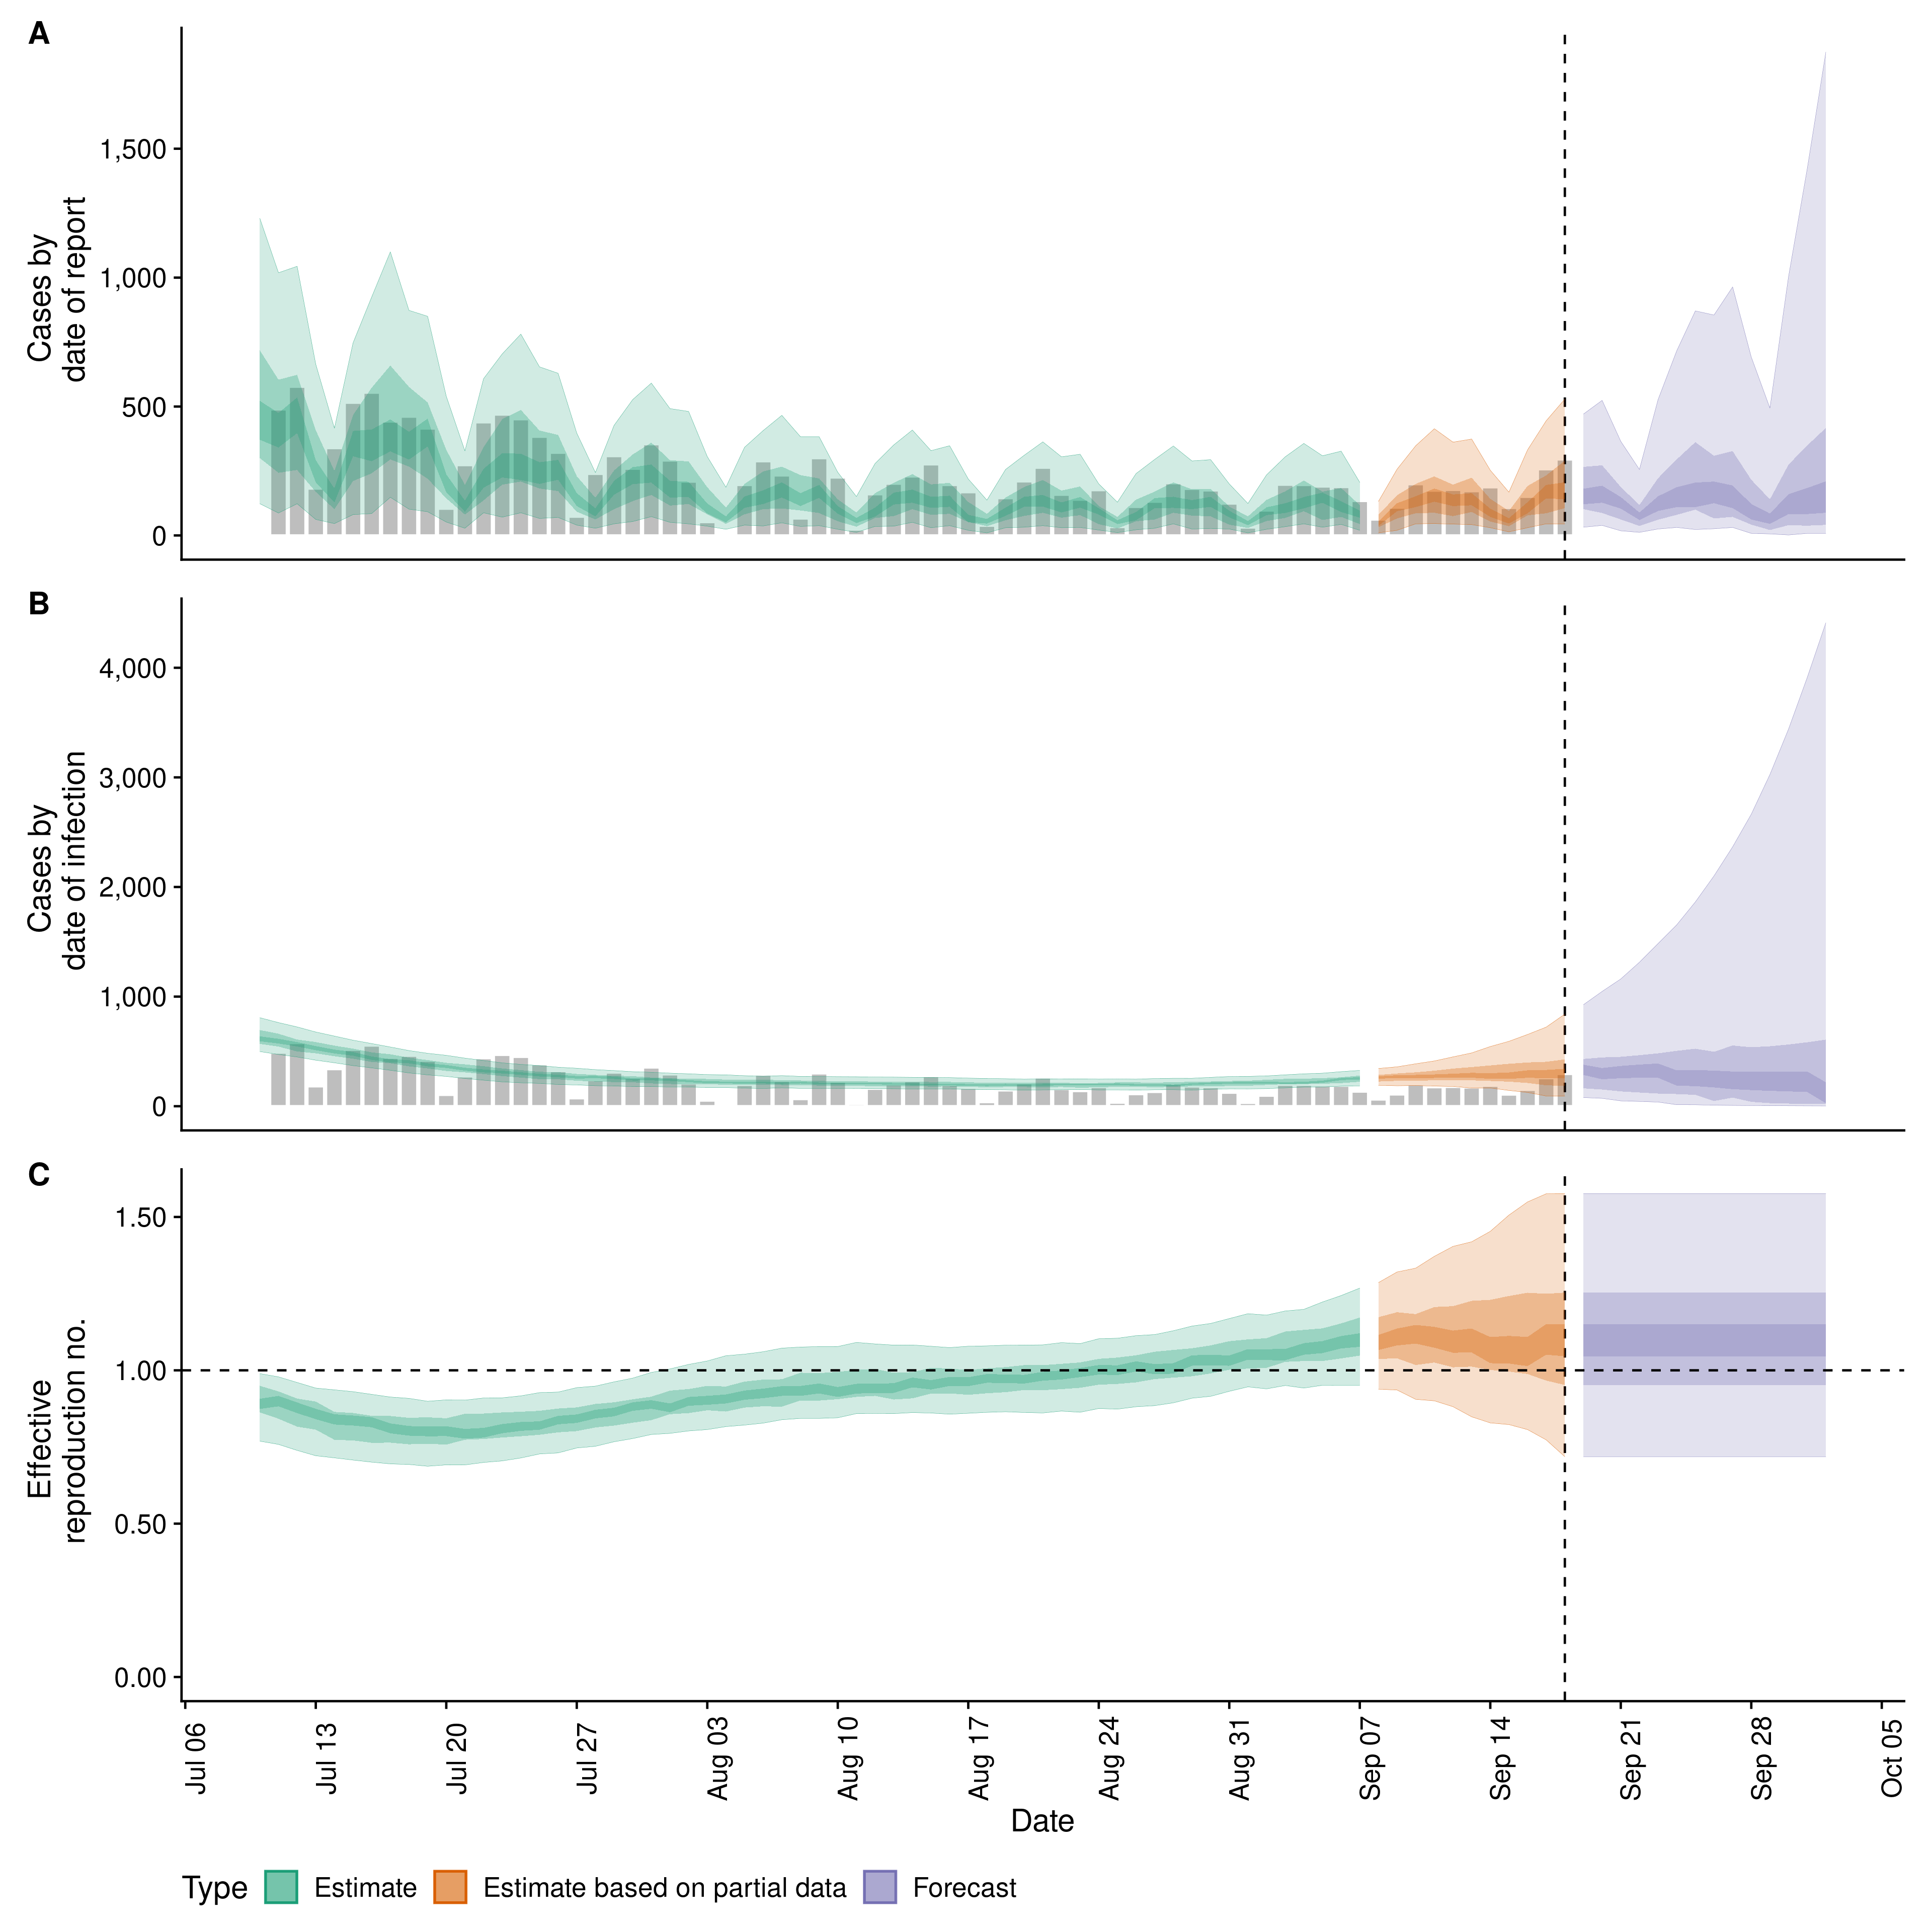 A
Cases by
date of report
1,500
1,000
500
0
B
Cases by
date of infection
4,000
3,000
2,000
1,000
0
C
Effective
reproduction no.
1.50
1.00
0.50
0.00
Jul 06
Jul 13
Jul 20
Jul 27
Aug 03
Aug 10
Aug 17
Aug 24
Aug 31
Sep 07
Sep 14
Sep 21
Sep 28
Oct 05
Date
Type Estimate Estimate based on partial data Forecast